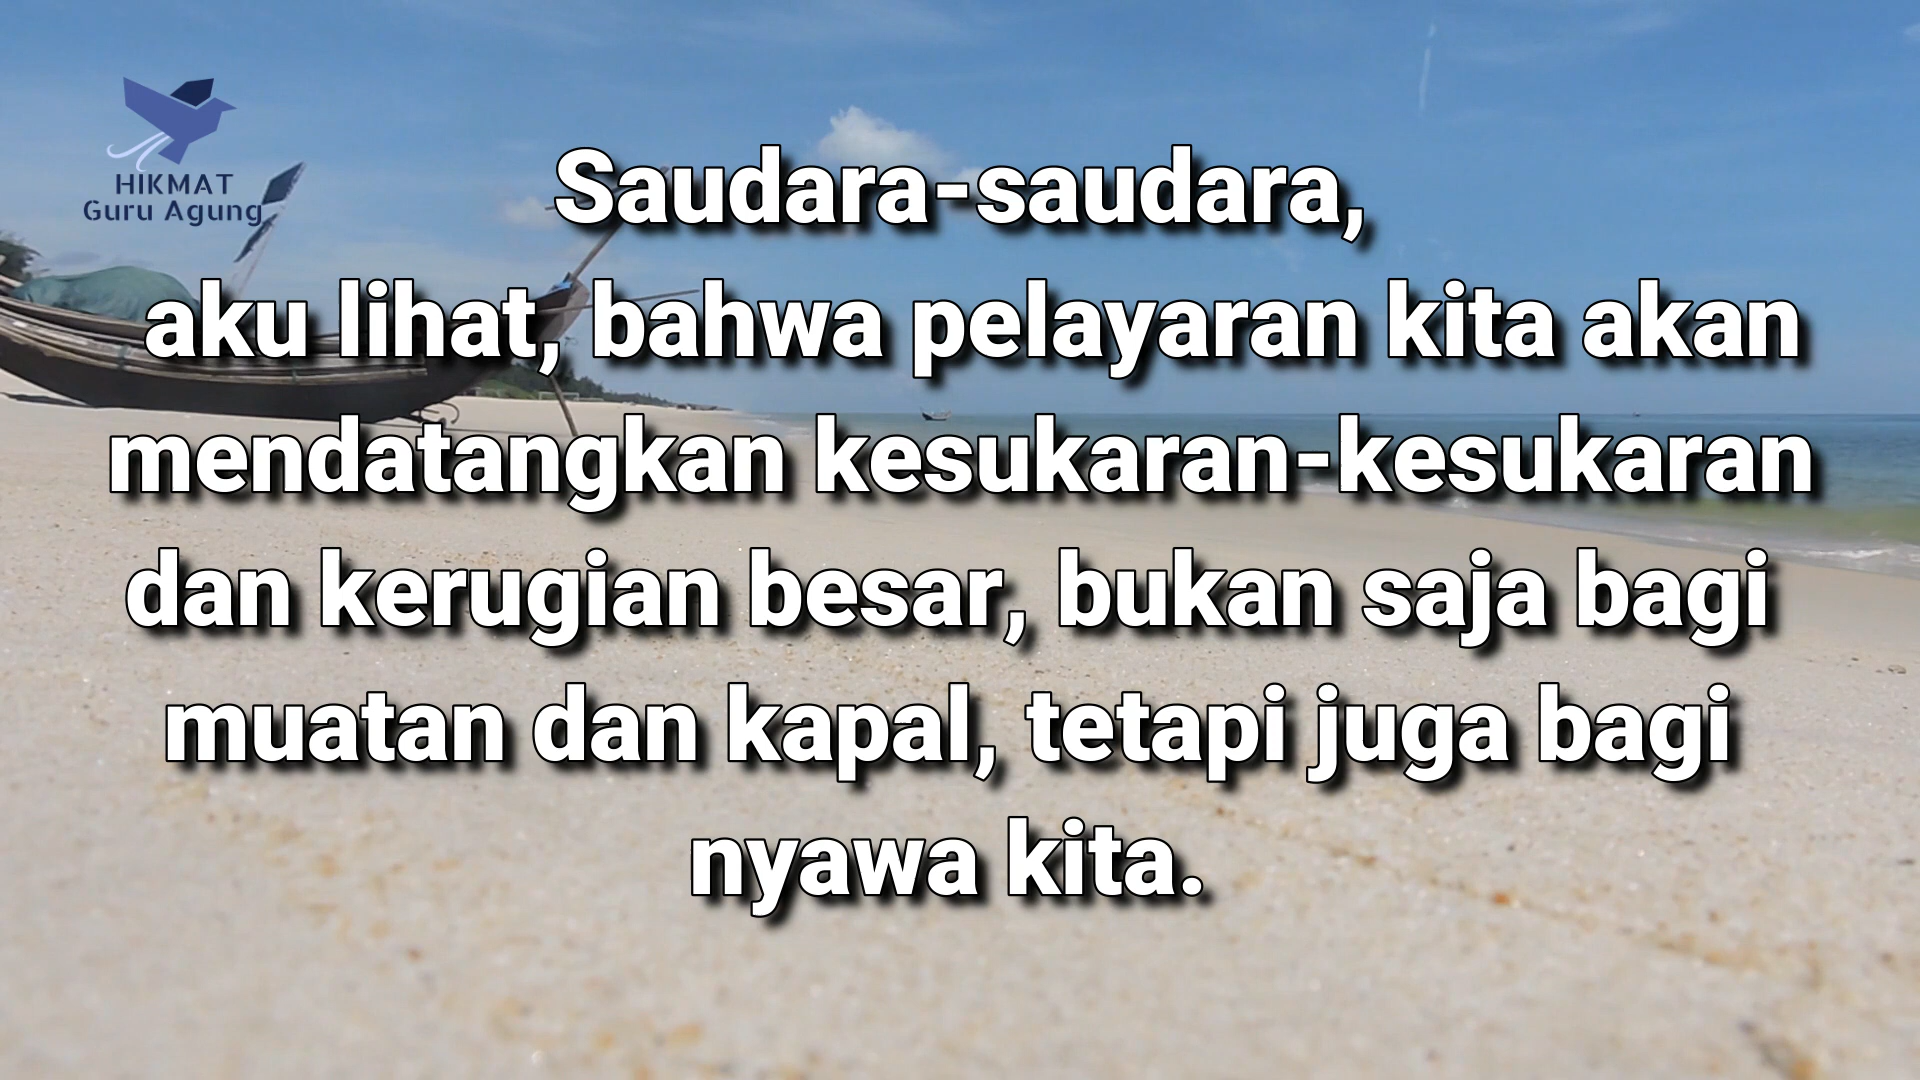 HIKMAT
Guru Agung
Saudara-saudara,
aku lihat, bahwa pelayaran kita akan
mendatangkan kesukaran-kesukaran
dan kerugian besar, bukan saja bagi
muatan dan kapal, tetapi juga bagi
nyawa kita.